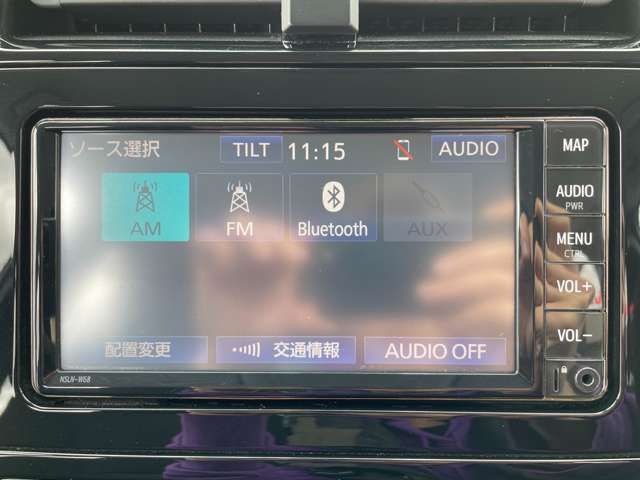 ソース選択 TILT 11:15 AUDIO
AM FM Bluetooth AUX
配置変更 交通情報 AUDIO OFF
NSLN-W68
MAP
AUDIO
PWR
MENU
CTRL
VOL+
VOL-